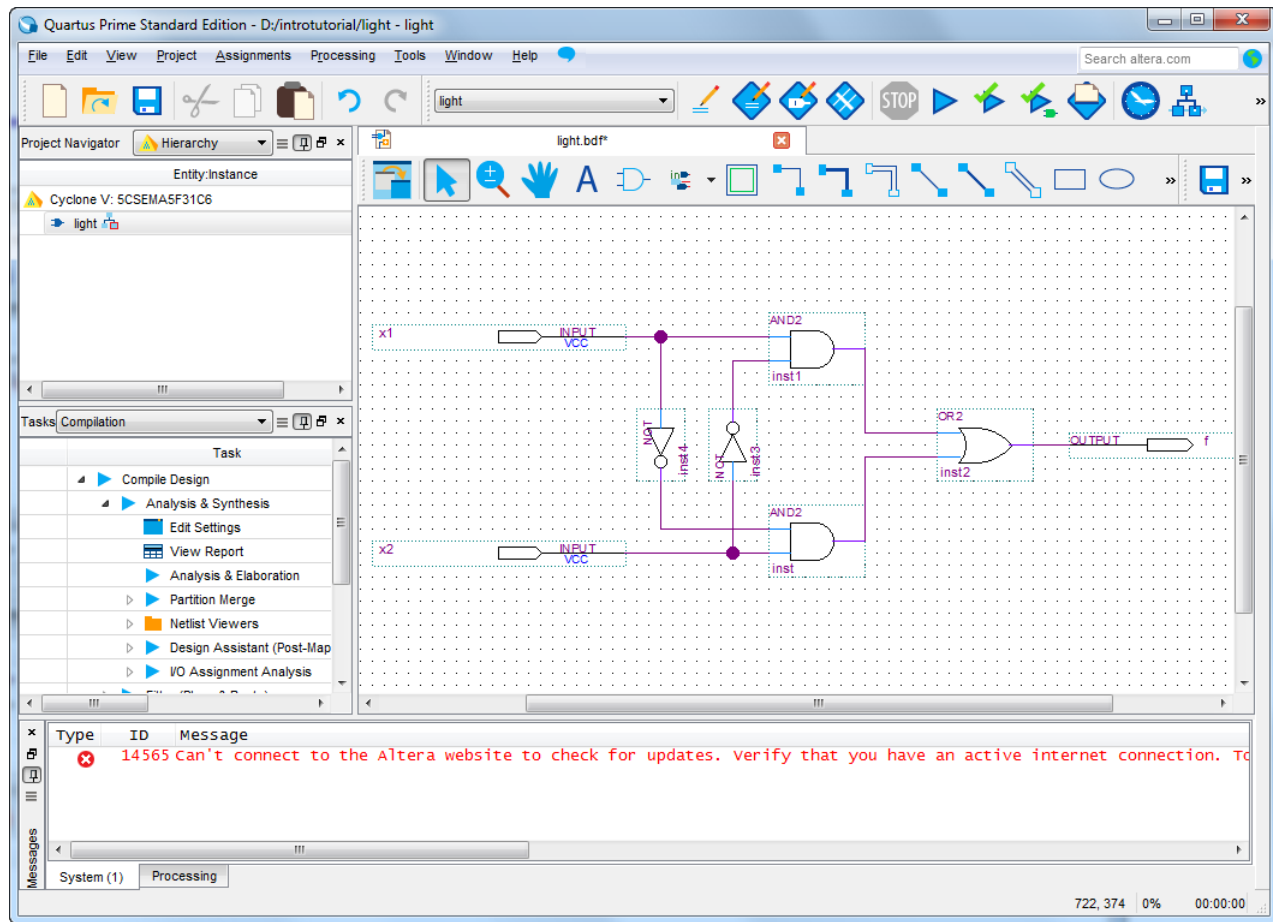 Quartus Prime Standard Edition - D:/introtutorial/light - light
File Edit View Project Assignments Processing Tools Window Help
Search altera.com
light
STOP
»
Project Navigator
Hierarchy
light.bdf*
Entity:Instance
Cyclone V: 5CSEMA5F31C6
light
A
»
»
x1
INPUT
VCC
AND2
inst1
NOT
inst4
NOT
inst3
OR2
inst2
OUTPUT
f
x2
INPUT
VCC
AND2
inst
Tasks
Compilation
Task
Compile Design
Analysis & Synthesis
Edit Settings
View Report
Analysis & Elaboration
Partition Merge
Netlist Viewers
Design Assistant (Post-Map
I/O Assignment Analysis
Type ID Message
14565 Can't connect to the Altera website to check for updates. Verify that you have an active internet connection. To
Messages
System (1) Processing
722, 374 0% 00:00:00